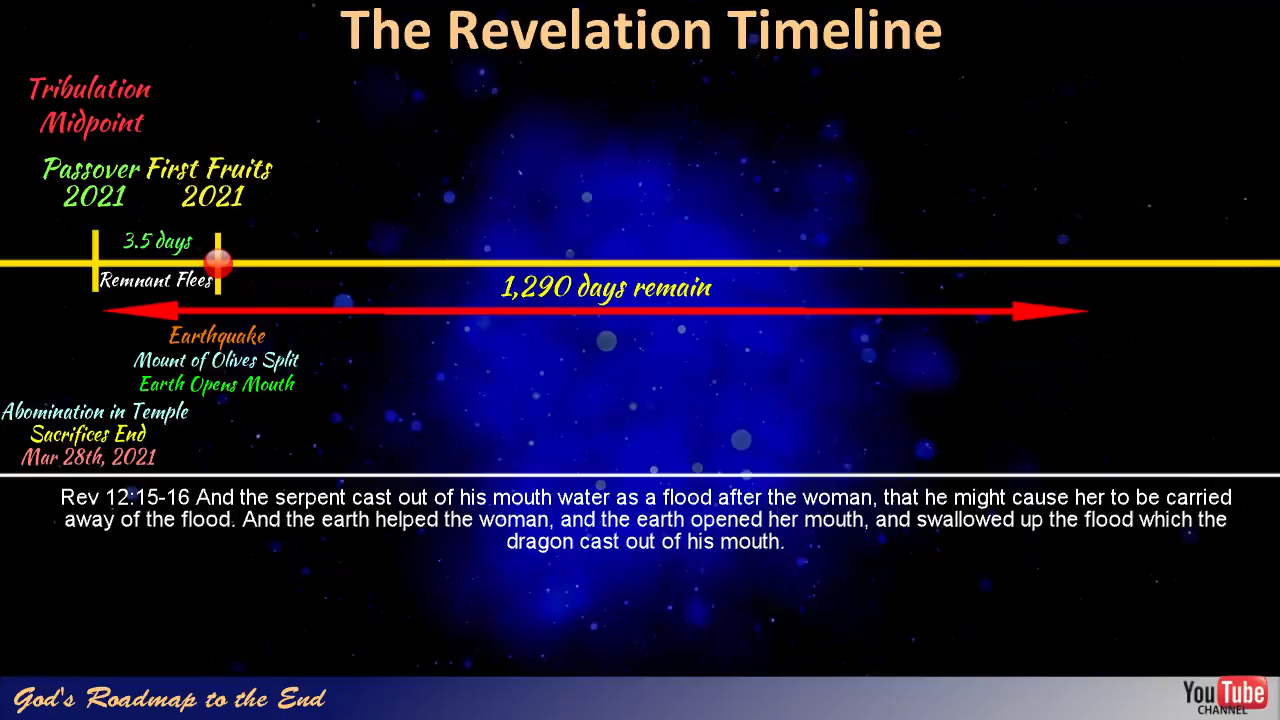 The Revelation Timeline
Tribulation
Midpoint
Passover First Fruits
2021 2021
3.5 days
Remnant Flees
1,290 days remain
Earthquake
Mount of Olives Split
Earth Opens Mouth
Abomination in Temple
Sacrifices End
Mar 28th, 2021
Rev 12:15-16 And the serpent cast out of his mouth water as a flood after the woman, that he might cause her to be carried
away of the flood. And the earth helped the woman, and the earth opened her mouth, and swallowed up the flood which the
dragon cast out of his mouth.
God's Roadmap to the End
YouTube
CHANNEL